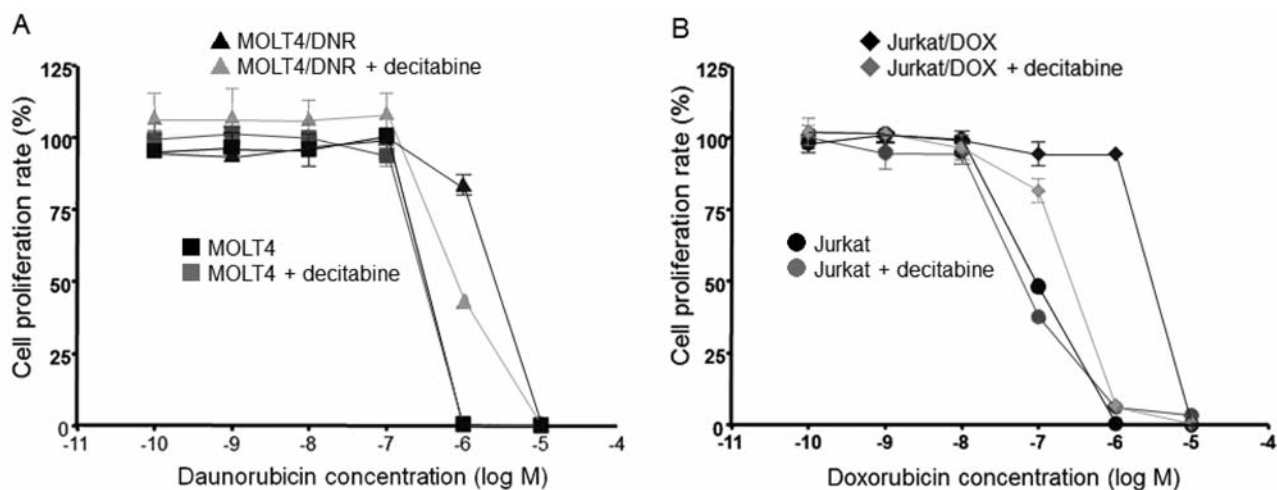 A
MOLT4/DNR
MOLT4/DNR + decitabine
125
100
75
50
25
0
Cell proliferation rate (%)
MOLT4
MOLT4 + decitabine
-11 -10 -9 -8 -7 -6 -5 -4
Daunorubicin concentration (log M)
B
Jurkat/DOX
Jurkat/DOX + decitabine
125
100
75
50
25
0
Cell proliferation rate (%)
Jurkat
Jurkat + decitabine
-11 -10 -9 -8 -7 -6 -5 -4
Doxorubicin concentration (log M)